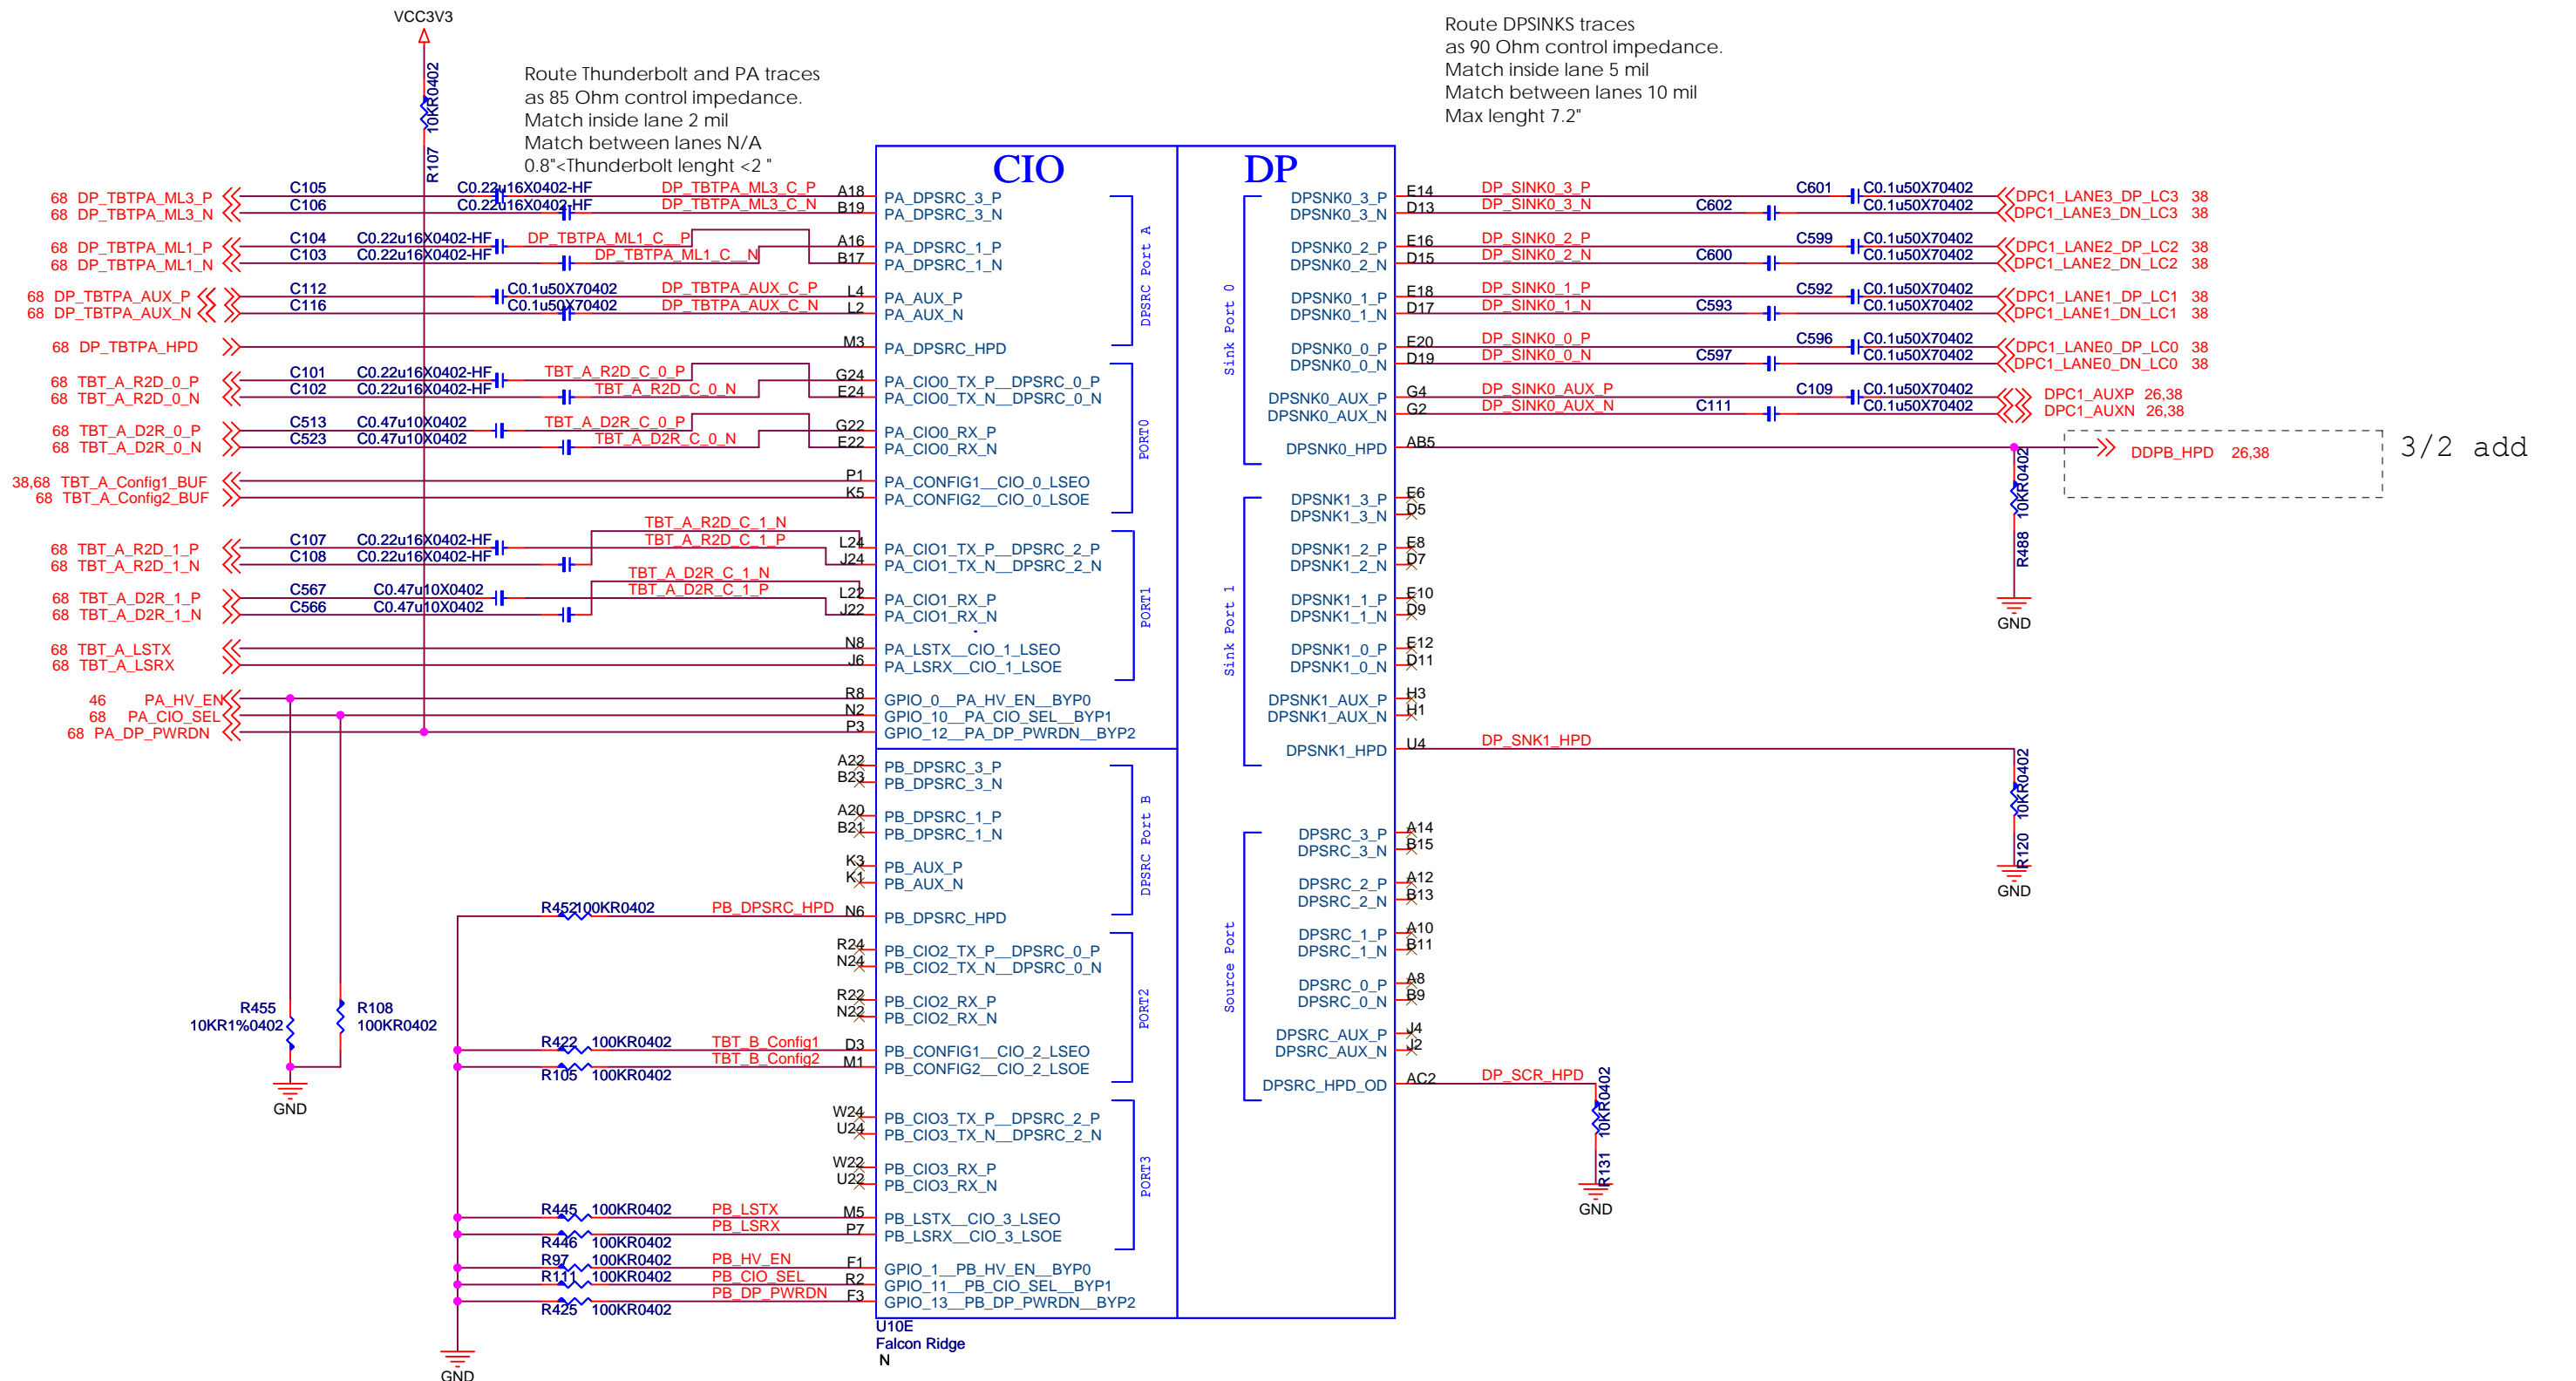 VCC3V3
10KR0402
R107
Route Thunderbolt and PA traces
as 85 Ohm control impedance.
Match inside lane 2 mil
Match between lanes N/A
0.8"<Thunderbolt lenght <2 "
Route DPSINKS traces
as 90 Ohm control impedance.
Match inside lane 5 mil
Match between lanes 10 mil
Max lenght 7.2"
CIO
DP
68 DP_TBTPA_ML3_P C105 C0.22u16X0402-HF DP_TBTPA_ML3_C_P A18 PA_DPSRC_3_P
68 DP_TBTPA_ML3_N C106 C0.22u16X0402-HF DP_TBTPA_ML3_C_N B19 PA_DPSRC_3_N
68 DP_TBTPA_ML1_P C104 C0.22u16X0402-HF DP_TBTPA_ML1_C__P A16 PA_DPSRC_1_P
68 DP_TBTPA_ML1_N C103 C0.22u16X0402-HF DP_TBTPA_ML1_C__N B17 PA_DPSRC_1_N
68 DP_TBTPA_AUX_P C112 C0.1u50X70402 DP_TBTPA_AUX_C_P L4 PA_AUX_P
68 DP_TBTPA_AUX_N C116 C0.1u50X70402 DP_TBTPA_AUX_C_N L2 PA_AUX_N
68 DP_TBTPA_HPD M3 PA_DPSRC_HPD
DPSRC Port A
68 TBT_A_R2D_0_P C101 C0.22u16X0402-HF TBT_A_R2D_C_0_P G24 PA_CIO0_TX_P__DPSRC_0_P
68 TBT_A_R2D_0_N C102 C0.22u16X0402-HF TBT_A_R2D_C_0_N E24 PA_CIO0_TX_N__DPSRC_0_N
68 TBT_A_D2R_0_P C513 C0.47u10X0402 TBT_A_D2R_C_0_P G22 PA_CIO0_RX_P
68 TBT_A_D2R_0_N C523 C0.47u10X0402 TBT_A_D2R_C_0_N E22 PA_CIO0_RX_N
38,68 TBT_A_Config1_BUF P1 PA_CONFIG1__CIO_0_LSEO
68 TBT_A_Config2_BUF K5 PA_CONFIG2__CIO_0_LSOE
PORT0
TBT_A_R2D_C_1_N
68 TBT_A_R2D_1_P C107 C0.22u16X0402-HF TBT_A_R2D_C_1_P L24 PA_CIO1_TX_P__DPSRC_2_P
68 TBT_A_R2D_1_N C108 C0.22u16X0402-HF J24 PA_CIO1_TX_N__DPSRC_2_N
TBT_A_D2R_C_1_N
68 TBT_A_D2R_1_P C567 C0.47u10X0402 TBT_A_D2R_C_1_P L22 PA_CIO1_RX_P
68 TBT_A_D2R_1_N C566 C0.47u10X0402 J22 PA_CIO1_RX_N
68 TBT_A_LSTX N8 PA_LSTX__CIO_1_LSEO
68 TBT_A_LSRX J6 PA_LSRX__CIO_1_LSOE
PORT1
46 PA_HV_EN R8 GPIO_0__PA_HV_EN__BYP0
68 PA_CIO_SEL N2 GPIO_10__PA_CIO_SEL__BYP1
68 PA_DP_PWRDN P3 GPIO_12__PA_DP_PWRDN__BYP2
A22 PB_DPSRC_3_P
B23 PB_DPSRC_3_N
A20 PB_DPSRC_1_P
B21 PB_DPSRC_1_N
K3 PB_AUX_P
K1 PB_AUX_N
R452 100KR0402 PB_DPSRC_HPD N6 PB_DPSRC_HPD
DPSRC Port B
R24 PB_CIO2_TX_P__DPSRC_0_P
N24 PB_CIO2_TX_N__DPSRC_0_N
R22 PB_CIO2_RX_P
N22 PB_CIO2_RX_N
R455
10KR1%0402
R108
100KR0402
GND
R422 100KR0402 TBT_B_Config1 D3 PB_CONFIG1__CIO_2_LSEO
R105 100KR0402 TBT_B_Config2 M1 PB_CONFIG2__CIO_2_LSOE
PORT2
W24 PB_CIO3_TX_P__DPSRC_2_P
U24 PB_CIO3_TX_N__DPSRC_2_N
W22 PB_CIO3_RX_P
U22 PB_CIO3_RX_N
R445 100KR0402 PB_LSTX M5 PB_LSTX__CIO_3_LSEO
R446 100KR0402 PB_LSRX P7 PB_LSRX__CIO_3_LSOE
PORT3
R97 100KR0402 PB_HV_EN F1 GPIO_1__PB_HV_EN__BYP0
R111 100KR0402 PB_CIO_SEL R2 GPIO_11__PB_CIO_SEL__BYP1
R425 100KR0402 PB_DP_PWRDN F3 GPIO_13__PB_DP_PWRDN__BYP2
GND
U10E
Falcon Ridge
N
DPSNK0_3_P E14 DP_SINK0_3_P C601 C0.1u50X70402 DPC1_LANE3_DP_LC3 38
DPSNK0_3_N D13 DP_SINK0_3_N C602 C0.1u50X70402 DPC1_LANE3_DN_LC3 38
DPSNK0_2_P E16 DP_SINK0_2_P C599 C0.1u50X70402 DPC1_LANE2_DP_LC2 38
DPSNK0_2_N D15 DP_SINK0_2_N C600 C0.1u50X70402 DPC1_LANE2_DN_LC2 38
DPSNK0_1_P E18 DP_SINK0_1_P C592 C0.1u50X70402 DPC1_LANE1_DP_LC1 38
DPSNK0_1_N D17 DP_SINK0_1_N C593 C0.1u50X70402 DPC1_LANE1_DN_LC1 38
DPSNK0_0_P E20 DP_SINK0_0_P C596 C0.1u50X70402 DPC1_LANE0_DP_LC0 38
DPSNK0_0_N D19 DP_SINK0_0_N C597 C0.1u50X70402 DPC1_LANE0_DN_LC0 38
DPSNK0_AUX_P G4 DP_SINK0_AUX_P C109 C0.1u50X70402 DPC1_AUXP 26,38
DPSNK0_AUX_N G2 DP_SINK0_AUX_N C111 C0.1u50X70402 DPC1_AUXN 26,38
DPSNK0_HPD AB5 DDPB_HPD 26,38
Sink Port 0
3/2 add
10KR0402
R488
GND
DPSNK1_3_P E6
DPSNK1_3_N D5
DPSNK1_2_P E8
DPSNK1_2_N D7
DPSNK1_1_P E10
DPSNK1_1_N D9
DPSNK1_0_P E12
DPSNK1_0_N D11
DPSNK1_AUX_P H3
DPSNK1_AUX_N H1
DPSNK1_HPD U4 DP_SNK1_HPD
Sink Port 1
10KR0402
R120
GND
DPSRC_3_P A14
DPSRC_3_N B15
DPSRC_2_P A12
DPSRC_2_N B13
DPSRC_1_P A10
DPSRC_1_N B11
DPSRC_0_P A8
DPSRC_0_N B9
DPSRC_AUX_P J4
DPSRC_AUX_N J2
DPSRC_HPD_OD AC2 DP_SCR_HPD
Source Port
10KR0402
R131
GND